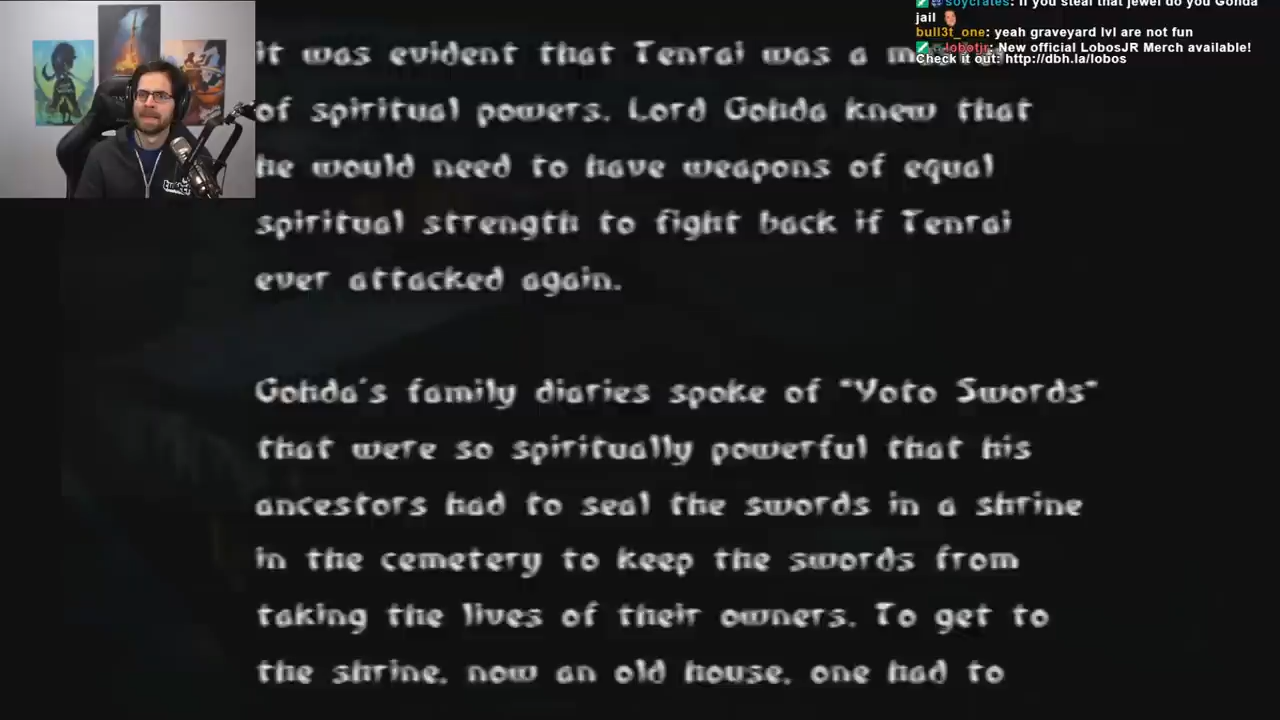 soycrates: If you steal that jewel do you Gonda
jail
bull3t_one: yeah graveyard lvl are not fun
lobotjr: New official LobosJR Merch available!
Check it out: http://dbh.la/lobos
it was evident that Tenrai was a
of spiritual powers. Lord Gohda knew that
he would need to have weapons of equal
spiritual strength to fight back if Tenrai
ever attacked again.
Gohda's family diaries spoke of "Yoto Swords"
that were so spiritually powerful that his
ancestors had to seal the swords in a shrine
in the cemetery to keep the swords from
taking the lives of their owners. To get to
the shrine, now an old house, one had to